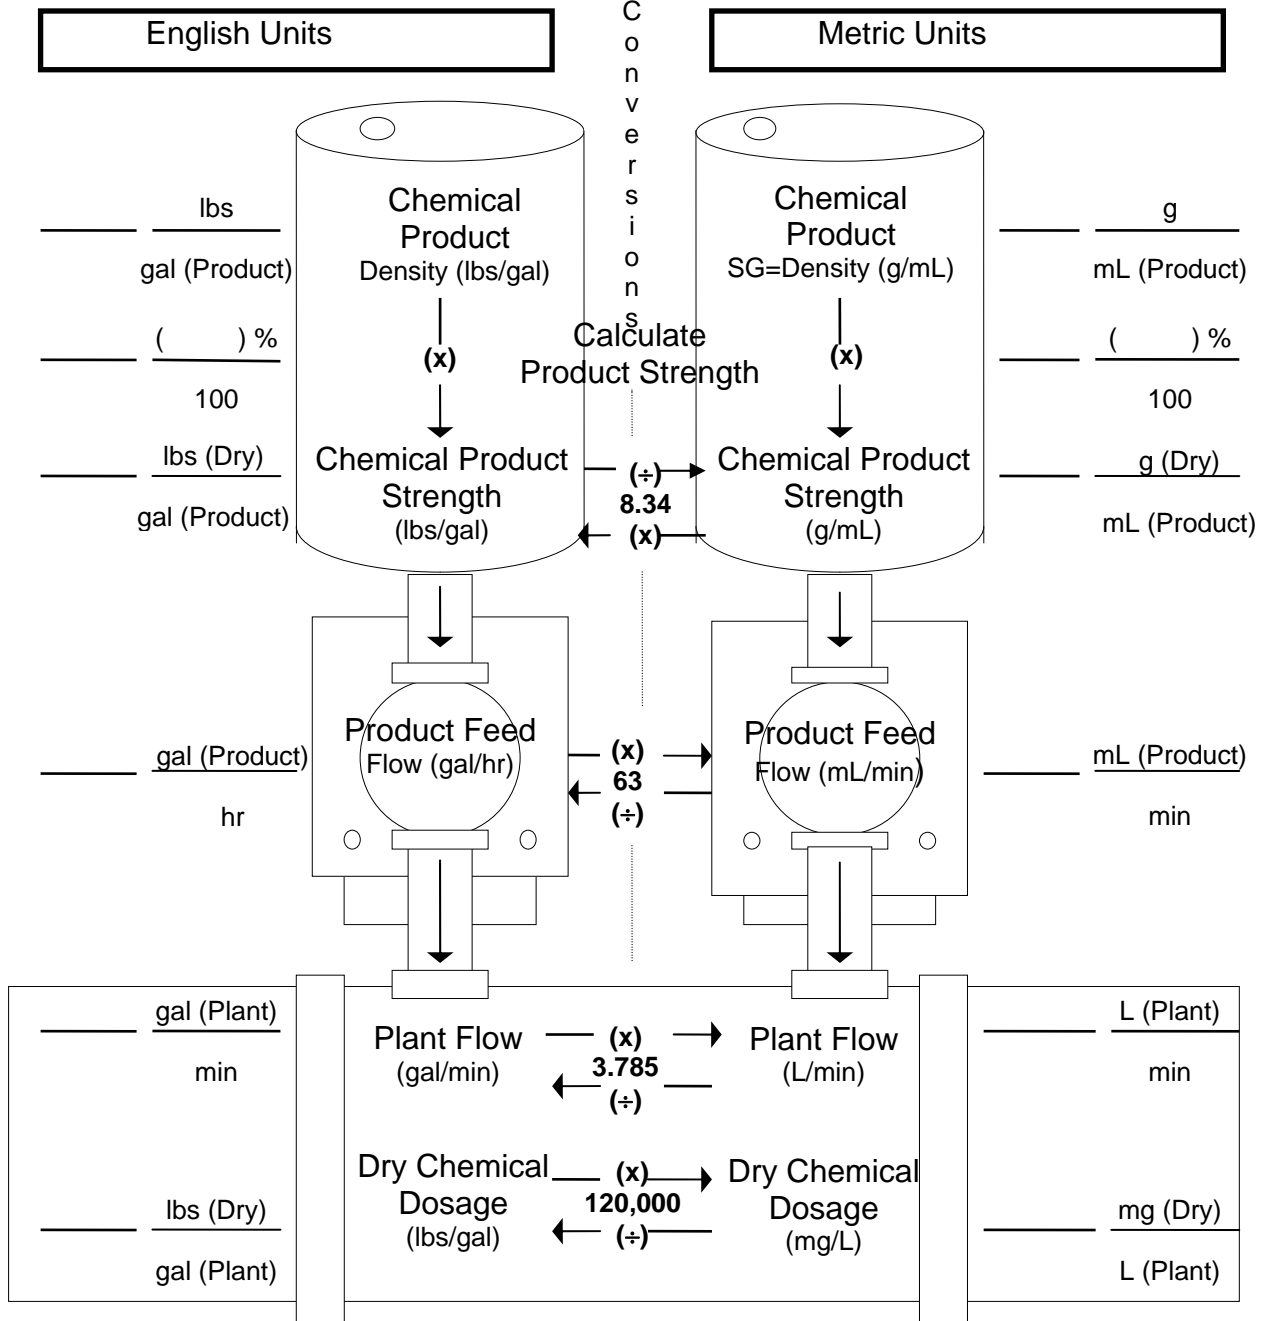 English Units
Conversions
Metric Units
lbs
gal (Product)
Chemical
Product
Density (lbs/gal)
Chemical
Product
SG=Density (g/mL)
g
mL (Product)
( ) %
100
(x)
Calculate
Product Strength
(x)
( ) %
100
lbs (Dry)
gal (Product)
Chemical Product
Strength
(lbs/gal)
(÷)
8.34
(x)
Chemical Product
Strength
(g/mL)
g (Dry)
mL (Product)
gal (Product)
hr
Product Feed
Flow (gal/hr)
(x)
63
(÷)
Product Feed
Flow (mL/min)
mL (Product)
min
gal (Plant)
min
Plant Flow
(gal/min)
(x)
3.785
(÷)
Plant Flow
(L/min)
L (Plant)
min
lbs (Dry)
gal (Plant)
Dry Chemical
Dosage
(lbs/gal)
(x)
120,000
(÷)
Dry Chemical
Dosage
(mg/L)
mg (Dry)
L (Plant)